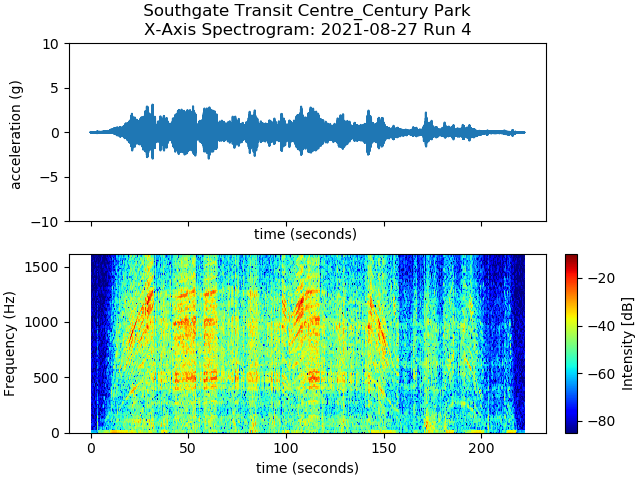 Southgate Transit Centre_Century Park
X-Axis Spectrogram: 2021-08-27 Run 4
10
5
0
−5
−10
acceleration (g)
time (seconds)
1500
1000
500
0
Frequency (Hz)
0 50 100 150 200
time (seconds)
−20
−40
−60
−80
Intensity [dB]